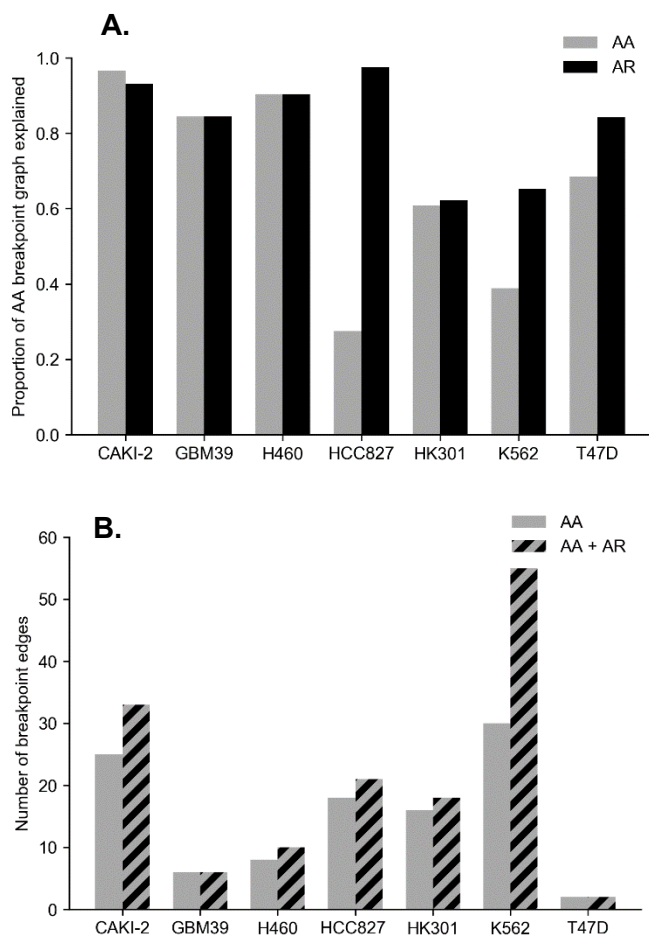 A.
AA
AR
Proportion of AA breakpoint graph explained
1.0
0.8
0.6
0.4
0.2
0.0
CAKI-2 GBM39 H460 HCC827 HK301 K562 T47D
B.
AA
AA + AR
Number of breakpoint edges
60
50
40
30
20
10
0
CAKI-2 GBM39 H460 HCC827 HK301 K562 T47D